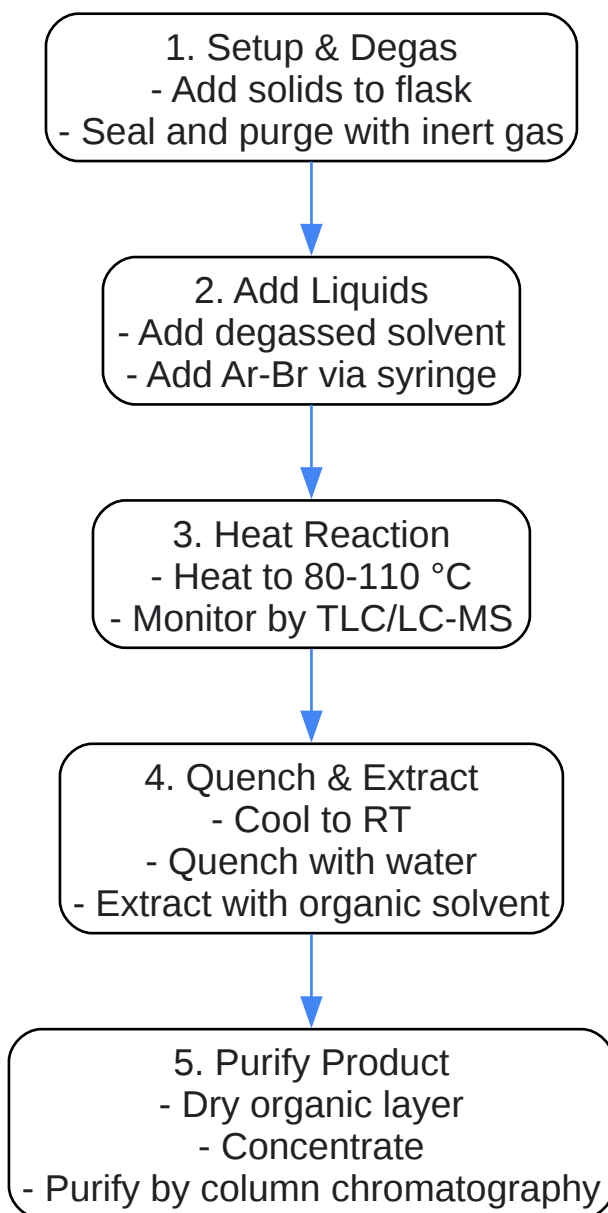 1. Setup & Degas
- Add solids to flask
- Seal and purge with inert gas
2. Add Liquids
- Add degassed solvent
- Add Ar-Br via syringe
3. Heat Reaction
- Heat to 80-110 °C
- Monitor by TLC/LC-MS
4. Quench & Extract
- Cool to RT
- Quench with water
- Extract with organic solvent
5. Purify Product
- Dry organic layer
- Concentrate
- Purify by column chromatography